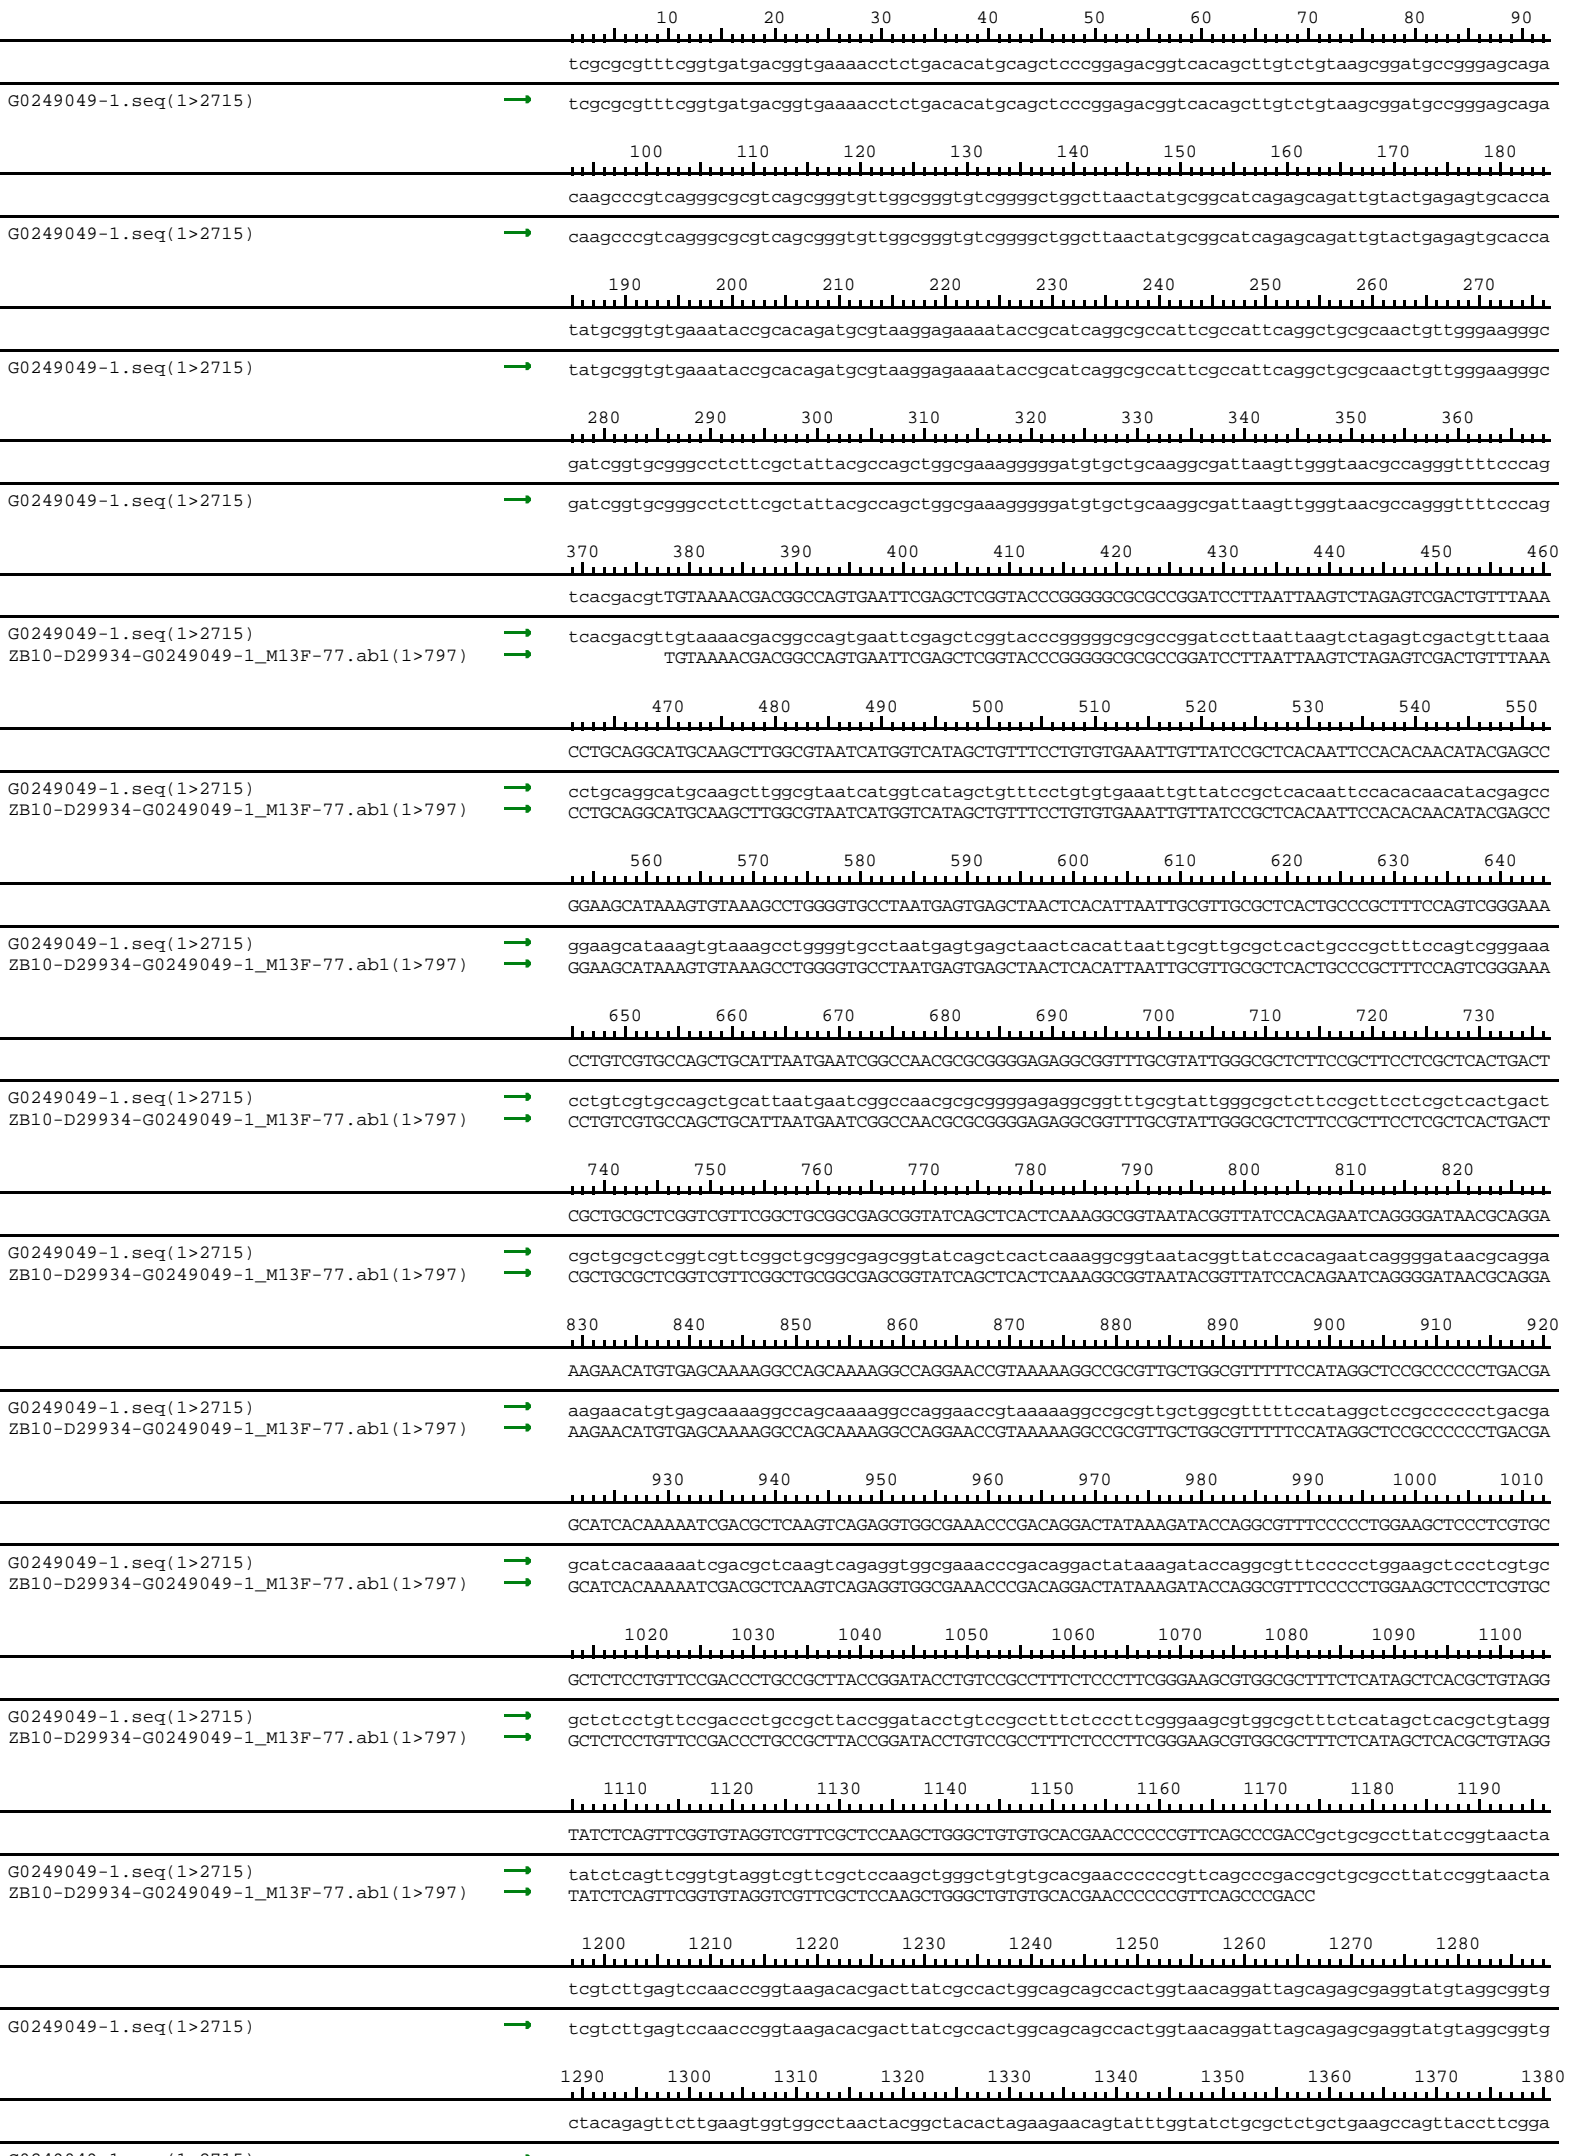 10 20 30 40 50 60 70 80 90
tcgcgcgtttcggtgatgacggtgaaaacctctgacacatgcagctcccggagacggtcacagcttgtctgtaagcggatgccgggagcaga
G0249049-1.seq(1>2715) tcgcgcgtttcggtgatgacggtgaaaacctctgacacatgcagctcccggagacggtcacagcttgtctgtaagcggatgccgggagcaga
100 110 120 130 140 150 160 170 180
caagcccgtcagggcgcgtcagcgggtgttggcgggtgtcggggctggcttaactatgcggcatcagagcagattgtactgagagtgcacca
G0249049-1.seq(1>2715) caagcccgtcagggcgcgtcagcgggtgttggcgggtgtcggggctggcttaactatgcggcatcagagcagattgtactgagagtgcacca
190 200 210 220 230 240 250 260 270
tatgcggtgtgaaataccgcacagatgcgtaaggagaaaataccgcatcaggcgccattcgccattcaggctgcgcaactgttgggaagggc
G0249049-1.seq(1>2715) tatgcggtgtgaaataccgcacagatgcgtaaggagaaaataccgcatcaggcgccattcgccattcaggctgcgcaactgttgggaagggc
280 290 300 310 320 330 340 350 360
gatcggtgcgggcctcttcgctattacgccagctggcgaaagggggatgtgctgcaaggcgattaagttgggtaacgccagggttttcccag
G0249049-1.seq(1>2715) gatcggtgcgggcctcttcgctattacgccagctggcgaaagggggatgtgctgcaaggcgattaagttgggtaacgccagggttttcccag
370 380 390 400 410 420 430 440 450 460
tcacgacgtTGTAAAACGACGGCCAGTGAATTCGAGCTCGGTACCCGGGGGCGCGCCGGATCCTTAATTAAGTCTAGAGTCGACTGTTTAAA
G0249049-1.seq(1>2715) tcacgacgttgtaaaacgacggccagtgaattcgagctcggtacccgggggcgcgccggatccttaattaagtctagagtcgactgtttaaa
ZB10-D29934-G0249049-1_M13F-77.ab1(1>797) TGTAAAACGACGGCCAGTGAATTCGAGCTCGGTACCCGGGGGCGCGCCGGATCCTTAATTAAGTCTAGAGTCGACTGTTTAAA
470 480 490 500 510 520 530 540 550
CCTGCAGGCATGCAAGCTTGGCGTAATCATGGTCATAGCTGTTTCCTGTGTGAAATTGTTATCCGCTCACAATTCCACACAACATACGAGCC
G0249049-1.seq(1>2715) cctgcaggcatgcaagcttggcgtaatcatggtcatagctgtttcctgtgtgaaattgttatccgctcacaattccacacaacatacgagcc
ZB10-D29934-G0249049-1_M13F-77.ab1(1>797) CCTGCAGGCATGCAAGCTTGGCGTAATCATGGTCATAGCTGTTTCCTGTGTGAAATTGTTATCCGCTCACAATTCCACACAACATACGAGCC
560 570 580 590 600 610 620 630 640
GGAAGCATAAAGTGTAAAGCCTGGGGTGCCTAATGAGTGAGCTAACTCACATTAATTGCGTTGCGCTCACTGCCCGCTTTCCAGTCGGGAAA
G0249049-1.seq(1>2715) ggaagcataaagtgtaaagcctggggtgcctaatgagtgagctaactcacattaattgcgttgcgctcactgcccgctttccagtcgggaaa
ZB10-D29934-G0249049-1_M13F-77.ab1(1>797) GGAAGCATAAAGTGTAAAGCCTGGGGTGCCTAATGAGTGAGCTAACTCACATTAATTGCGTTGCGCTCACTGCCCGCTTTCCAGTCGGGAAA
650 660 670 680 690 700 710 720 730
CCTGTCGTGCCAGCTGCATTAATGAATCGGCCAACGCGCGGGGAGAGGCGGTTTGCGTATTGGGCGCTCTTCCGCTTCCTCGCTCACTGACT
G0249049-1.seq(1>2715) cctgtcgtgccagctgcattaatgaatcggccaacgcgcggggagaggcggtttgcgtattgggcgctcttccgcttcctcgctcactgact
ZB10-D29934-G0249049-1_M13F-77.ab1(1>797) CCTGTCGTGCCAGCTGCATTAATGAATCGGCCAACGCGCGGGGAGAGGCGGTTTGCGTATTGGGCGCTCTTCCGCTTCCTCGCTCACTGACT
740 750 760 770 780 790 800 810 820
CGCTGCGCTCGGTCGTTCGGCTGCGGCGAGCGGTATCAGCTCACTCAAAGGCGGTAATACGGTTATCCACAGAATCAGGGGATAACGCAGGA
G0249049-1.seq(1>2715) cgctgcgctcggtcgttcggctgcggcgagcggtatcagctcactcaaaggcggtaatacggttatccacagaatcaggggataacgcagga
ZB10-D29934-G0249049-1_M13F-77.ab1(1>797) CGCTGCGCTCGGTCGTTCGGCTGCGGCGAGCGGTATCAGCTCACTCAAAGGCGGTAATACGGTTATCCACAGAATCAGGGGATAACGCAGGA
830 840 850 860 870 880 890 900 910 920
AAGAACATGTGAGCAAAAGGCCAGCAAAAGGCCAGGAACCGTAAAAAGGCCGCGTTGCTGGCGTTTTTCCATAGGCTCCGCCCCCCTGACGA
G0249049-1.seq(1>2715) aagaacatgtgagcaaaaggccagcaaaaggccaggaaccgtaaaaaggccgcgttgctggcgtttttccataggctccgcccccctgacga
ZB10-D29934-G0249049-1_M13F-77.ab1(1>797) AAGAACATGTGAGCAAAAGGCCAGCAAAAGGCCAGGAACCGTAAAAAGGCCGCGTTGCTGGCGTTTTTCCATAGGCTCCGCCCCCCTGACGA
930 940 950 960 970 980 990 1000 1010
GCATCACAAAAATCGACGCTCAAGTCAGAGGTGGCGAAACCCGACAGGACTATAAAGATACCAGGCGTTTCCCCCTGGAAGCTCCCTCGTGC
G0249049-1.seq(1>2715) gcatcacaaaaatcgacgctcaagtcagaggtggcgaaacccgacaggactataaagataccaggcgtttccccctggaagctccctcgtgc
ZB10-D29934-G0249049-1_M13F-77.ab1(1>797) GCATCACAAAAATCGACGCTCAAGTCAGAGGTGGCGAAACCCGACAGGACTATAAAGATACCAGGCGTTTCCCCCTGGAAGCTCCCTCGTGC
1020 1030 1040 1050 1060 1070 1080 1090 1100
GCTCTCCTGTTCCGACCCTGCCGCTTACCGGATACCTGTCCGCCTTTCTCCCTTCGGGAAGCGTGGCGCTTTCTCATAGCTCACGCTGTAGG
G0249049-1.seq(1>2715) gctctcctgttccgaccctgccgcttaccggatacctgtccgcctttctcccttcgggaagcgtggcgctttctcatagctcacgctgtagg
ZB10-D29934-G0249049-1_M13F-77.ab1(1>797) GCTCTCCTGTTCCGACCCTGCCGCTTACCGGATACCTGTCCGCCTTTCTCCCTTCGGGAAGCGTGGCGCTTTCTCATAGCTCACGCTGTAGG
1110 1120 1130 1140 1150 1160 1170 1180 1190
TATCTCAGTTCGGTGTAGGTCGTTCGCTCCAAGCTGGGCTGTGTGCACGAACCCCCCGTTCAGCCCGACCgctgcgccttatccggtaacta
G0249049-1.seq(1>2715) tatctcagttcggtgtaggtcgttcgctccaagctgggctgtgtgcacgaaccccccgttcagcccgaccgctgcgccttatccggtaacta
ZB10-D29934-G0249049-1_M13F-77.ab1(1>797) TATCTCAGTTCGGTGTAGGTCGTTCGCTCCAAGCTGGGCTGTGTGCACGAACCCCCCGTTCAGCCCGACC
1200 1210 1220 1230 1240 1250 1260 1270 1280
tcgtcttgagtccaacccggtaagacacgacttatcgccactggcagcagccactggtaacaggattagcagagcgaggtatgtaggcggtg
G0249049-1.seq(1>2715) tcgtcttgagtccaacccggtaagacacgacttatcgccactggcagcagccactggtaacaggattagcagagcgaggtatgtaggcggtg
1290 1300 1310 1320 1330 1340 1350 1360 1370 1380
ctacagagttcttgaagtggtggcctaactacggctacactagaagaacagtatttggtatctgcgctctgctgaagccagttaccttcgga